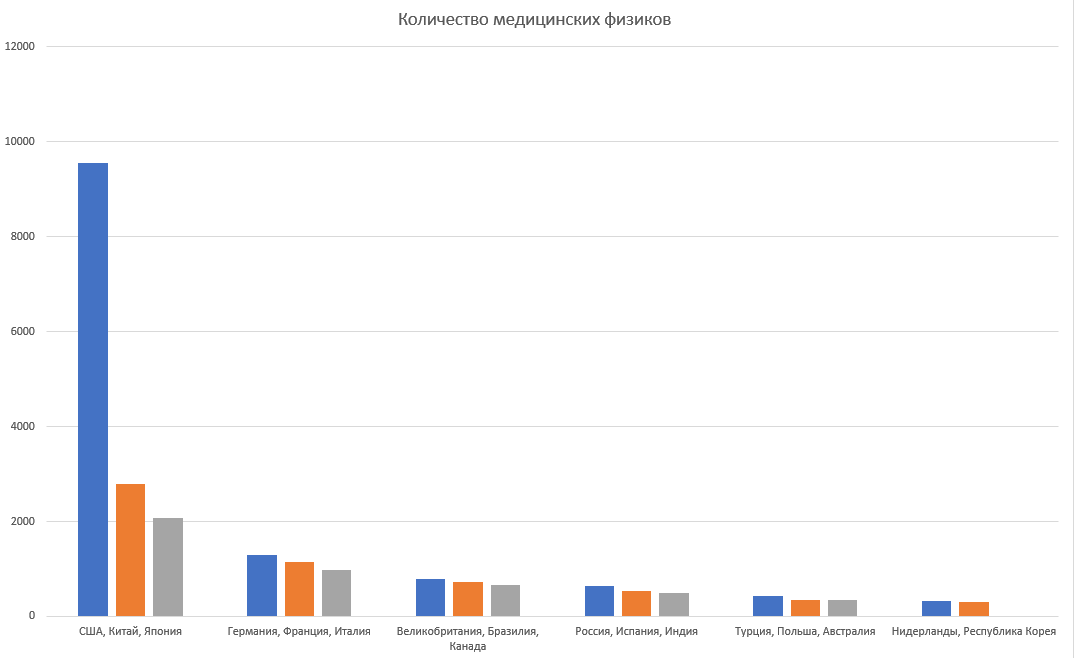 Количество медицинских физиков
12000
10000
8000
6000
4000
2000
0
США, Китай, Япония
Германия, Франция, Италия
Великобритания, Бразилия,
Канада
Россия, Испания, Индия
Турция, Польша, Австралия
Нидерланды, Республика Корея